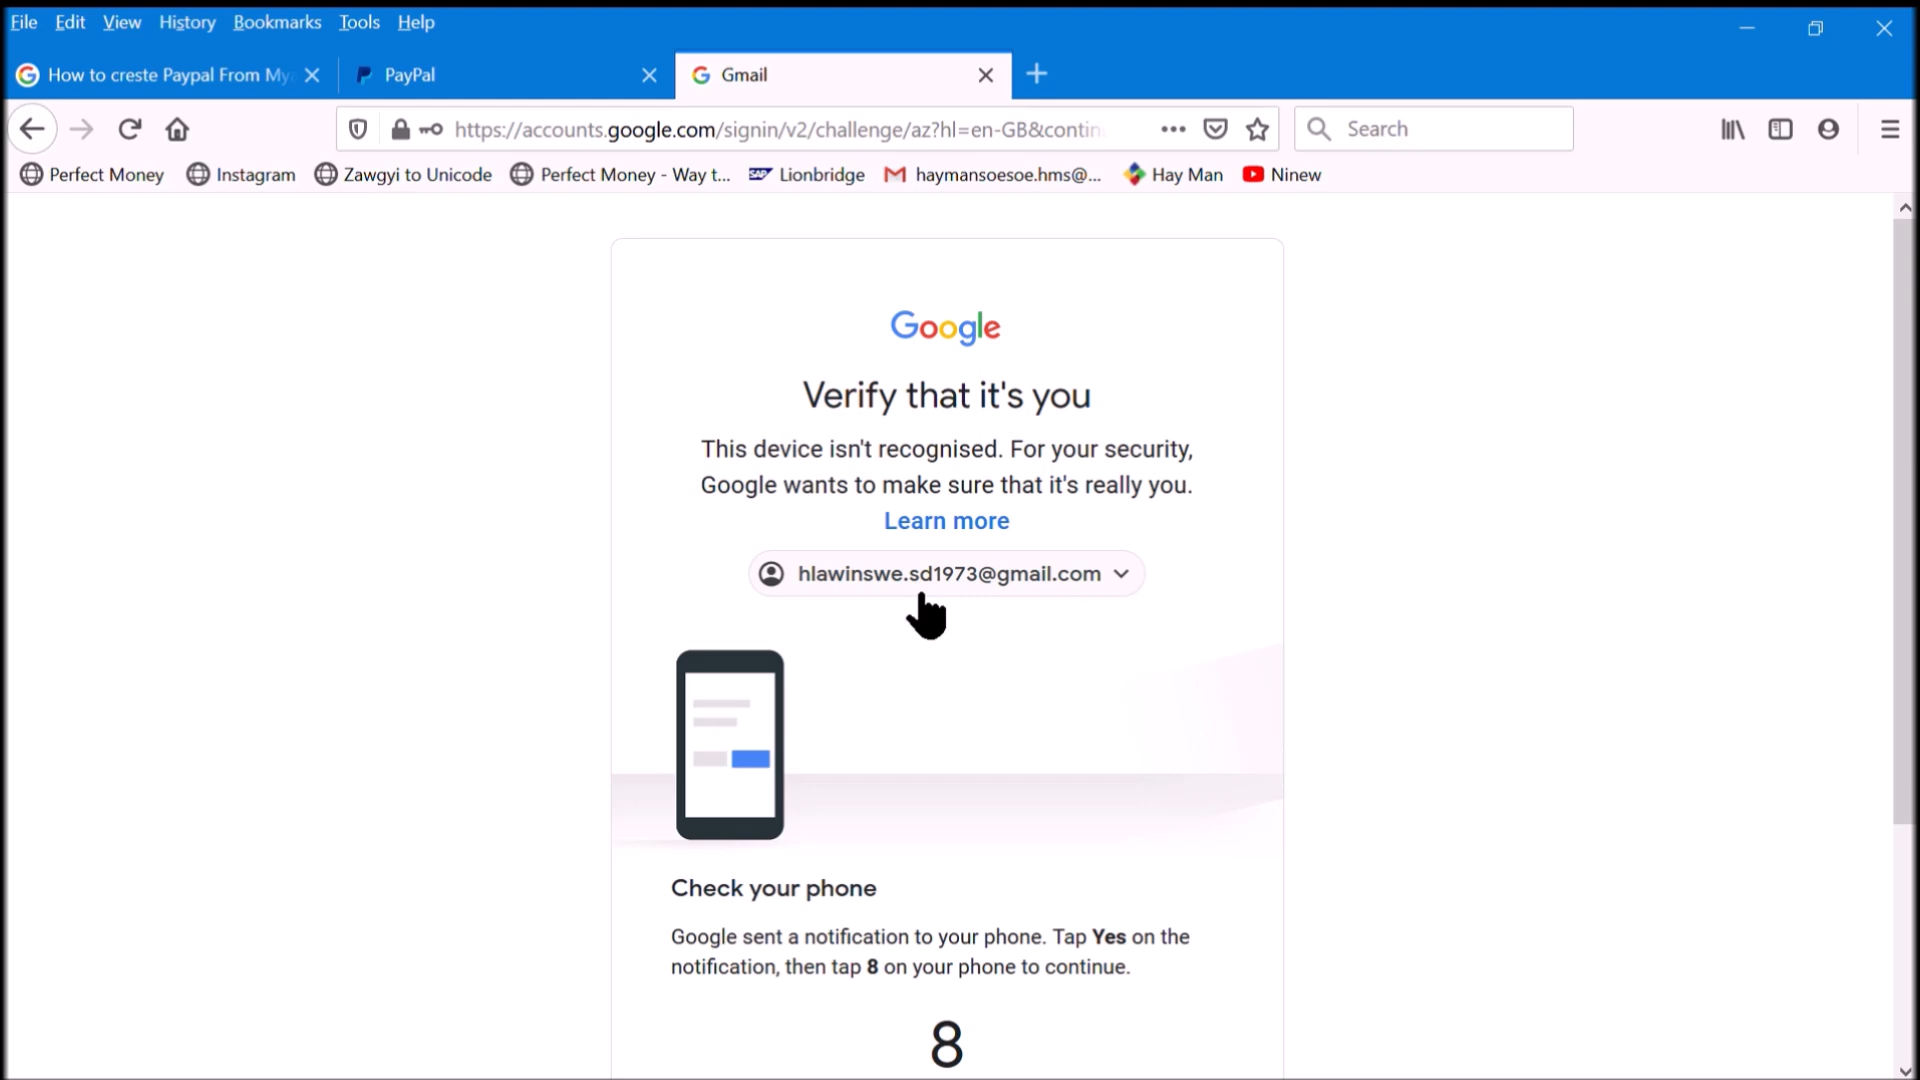 File Edit View History Bookmarks Tools Help
How to creste Paypal From My
PayPal
Gmail
https://accounts.google.com/signin/v2/challenge/az?hl=en-GB&contin
Search
Perfect Money Instagram Zawgyi to Unicode Perfect Money - Way t... Lionbridge haymansoesoe.hms@... Hay Man Ninew
Google
Verify that it's you
This device isn't recognised. For your security,
Google wants to make sure that it's really you.
Learn more
hlawinswe.sd1973@gmail.com
Check your phone
Google sent a notification to your phone. Tap Yes on the
notification, then tap 8 on your phone to continue.
8